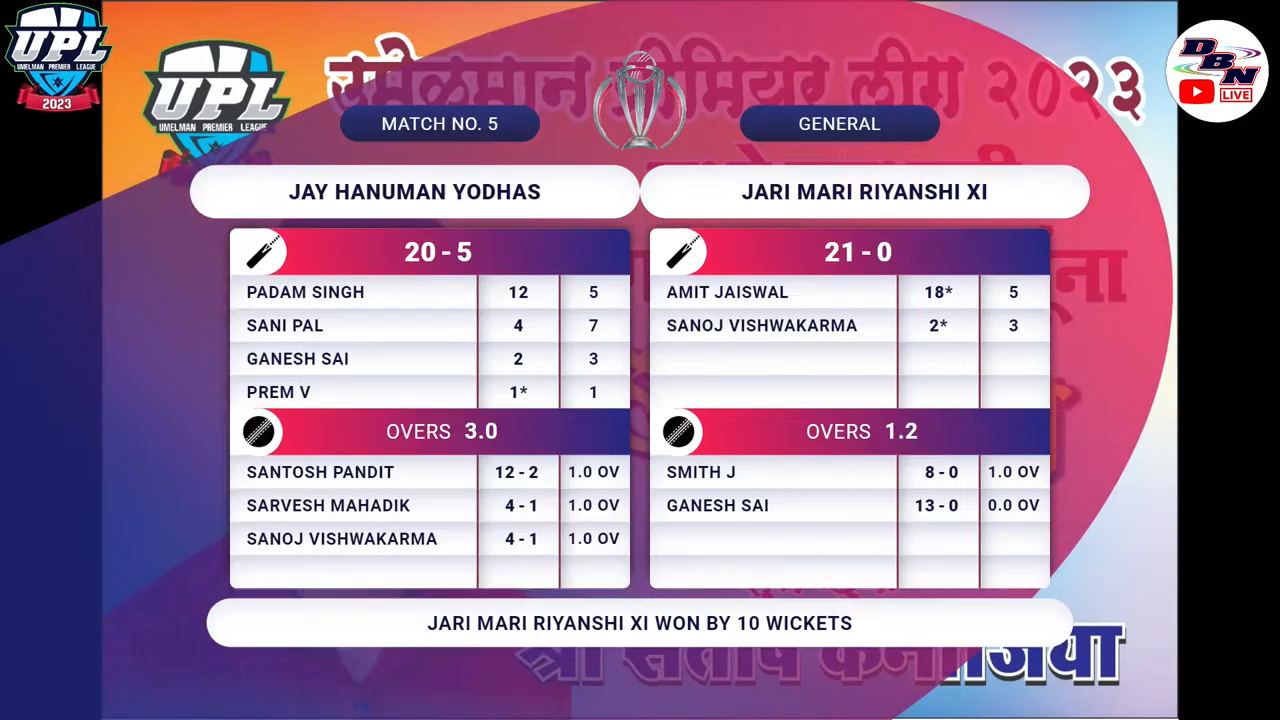 UPL
UMELMAN PREMIER LEAGUE
2023
UPL
UMELMAN PREMIER LEAGUE
उमेळमान प्रीमियर लीग २०२३
DBN
LIVE
MATCH NO. 5
GENERAL
JAY HANUMAN YODHAS
JARI MARI RIYANSHI XI
20 - 5
PADAM SINGH 12 5
SANI PAL 4 7
GANESH SAI 2 3
PREM V 1* 1
OVERS 3.0
SANTOSH PANDIT 12 - 2 1.0 OV
SARVESH MAHADIK 4 - 1 1.0 OV
SANOJ VISHWAKARMA 4 - 1 1.0 OV
21 - 0
AMIT JAISWAL 18* 5
SANOJ VISHWAKARMA 2* 3
OVERS 1.2
SMITH J 8 - 0 1.0 OV
GANESH SAI 13 - 0 0.0 OV
JARI MARI RIYANSHI XI WON BY 10 WICKETS
श्री संतोष